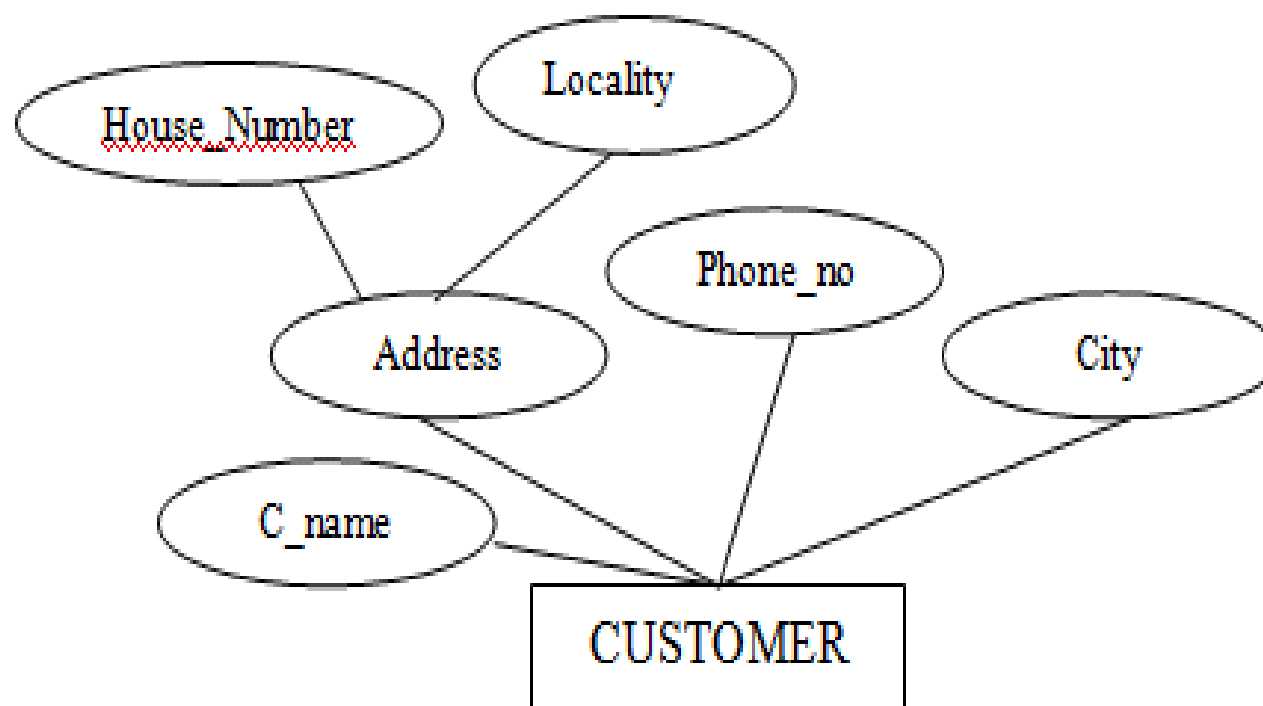 Locality
House_Number
Phone_no
Address
City
C_name
CUSTOMER